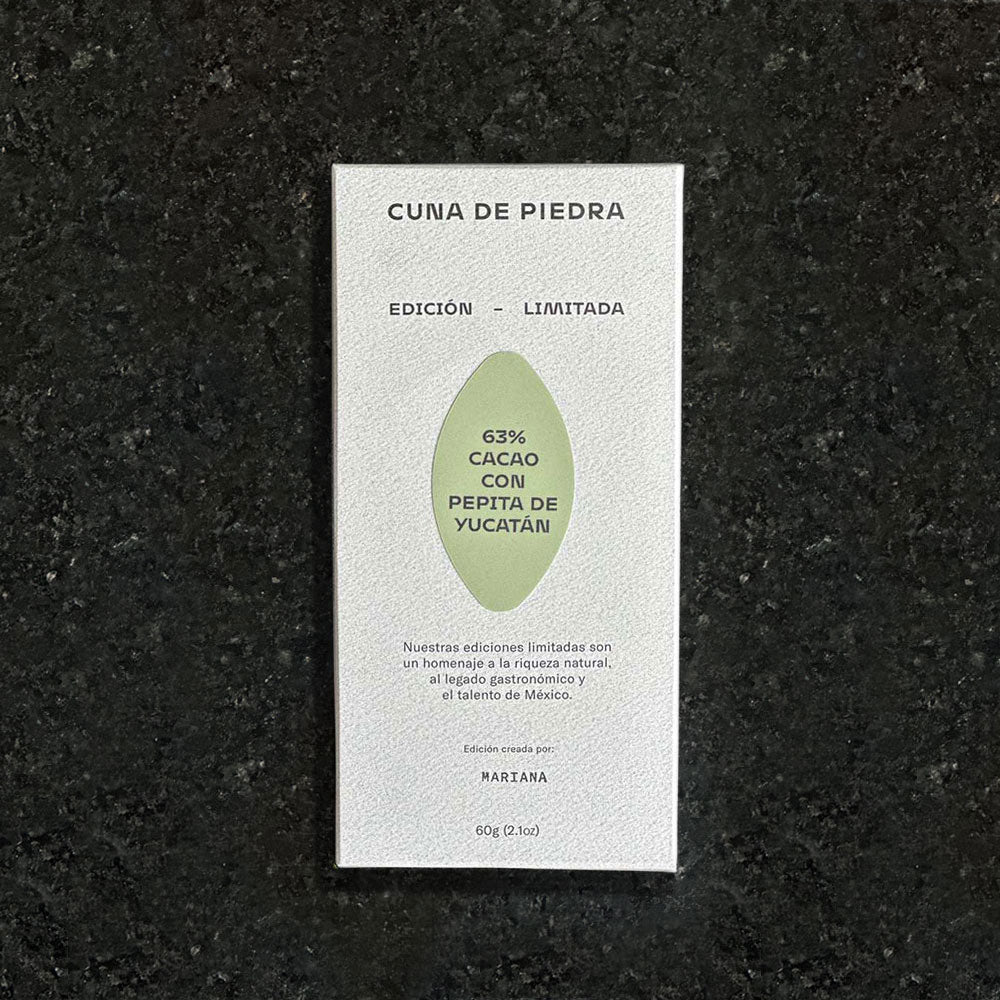 CUNA DE PIEDRA
EDICIÓN – LIMITADA
63%
CACAO
CON
PEPITA DE
YUCATÁN
Nuestras ediciones limitadas son
un homenaje a la riqueza natural,
al legado gastronómico y
el talento de México.
Edición creada por:
MARIANA
60g (2.1oz)